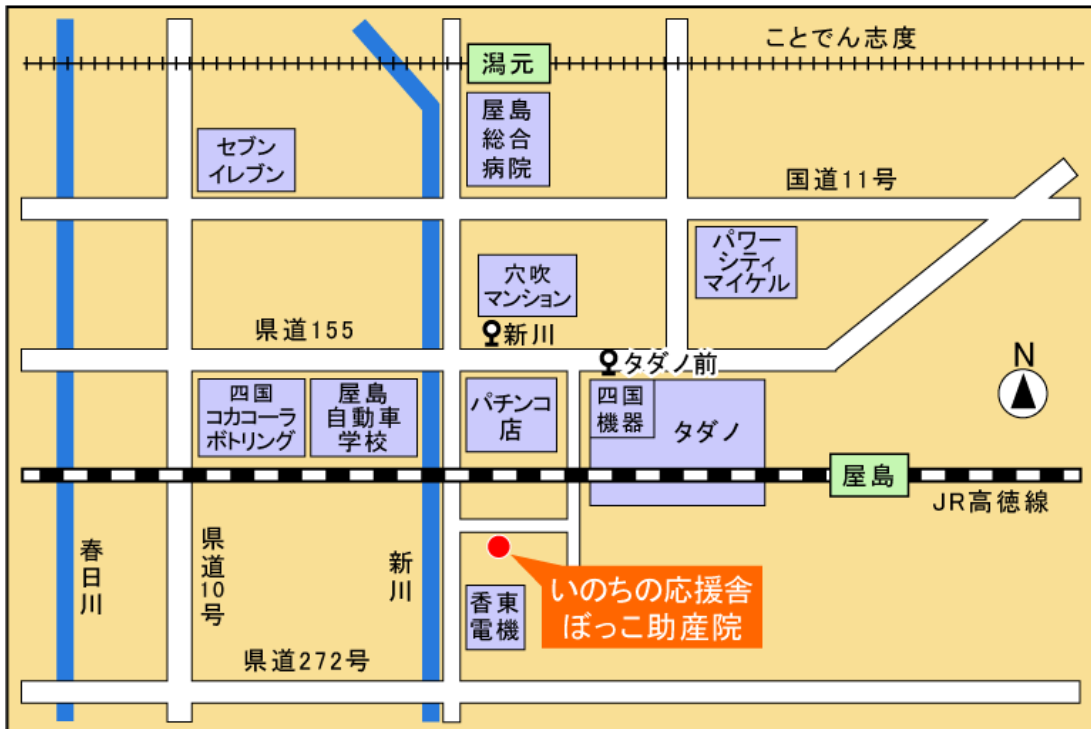 ことでん志度
潟元
屋島
総合
病院
セブン
イレブン
国道11号
パワー
シティ
マイケル
穴吹
マンション
新川
県道155
タダノ前
N
四国
コカコーラ
ボトリング
屋島
自動車
学校
パチンコ
店
四国
機器
タダノ
屋島
JR高徳線
春日川
県道10号
新川
いのちの応援舎
ぼっこ助産院
香東
電機
県道272号